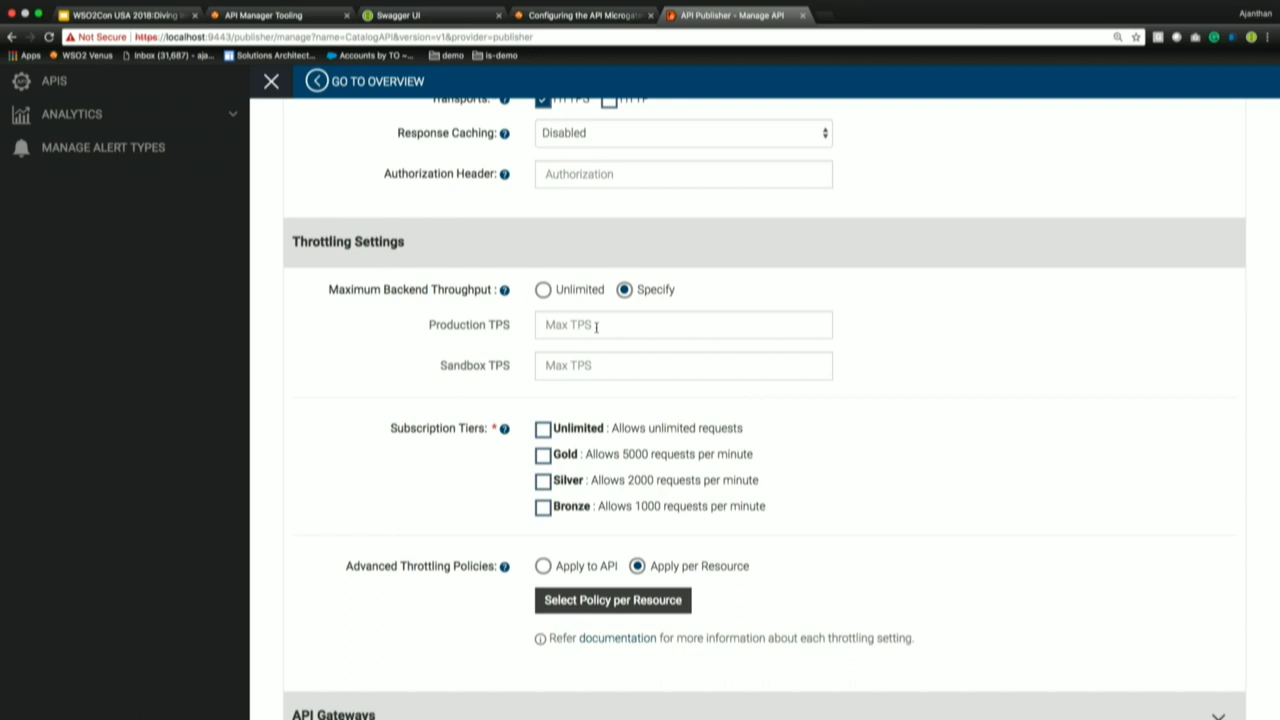 WSO2Con USA 2018:Diving
API Manager Tooling
Swagger UI
Configuring the API Microgat
API Publisher - Manage API
Ajanthan
Not Secure
https://localhost:9443/publisher/manage?name=CatalogAPI&version=v1&provider=publisher
Apps
WSO2 Venus
Inbox (31,687) - aja...
Solutions Architect...
Accounts by TO –...
demo
is-demo
APIS
ANALYTICS
MANAGE ALERT TYPES
GO TO OVERVIEW
Transports:
HTTPS
HTTP
Response Caching:
Disabled
Authorization Header:
Authorization
Throttling Settings
Maximum Backend Throughput :
Unlimited
Specify
Production TPS
Max TPS
Sandbox TPS
Max TPS
Subscription Tiers: *
Unlimited : Allows unlimited requests
Gold : Allows 5000 requests per minute
Silver : Allows 2000 requests per minute
Bronze : Allows 1000 requests per minute
Advanced Throttling Policies:
Apply to API
Apply per Resource
Select Policy per Resource
Refer documentation for more information about each throttling setting.
API Gateways